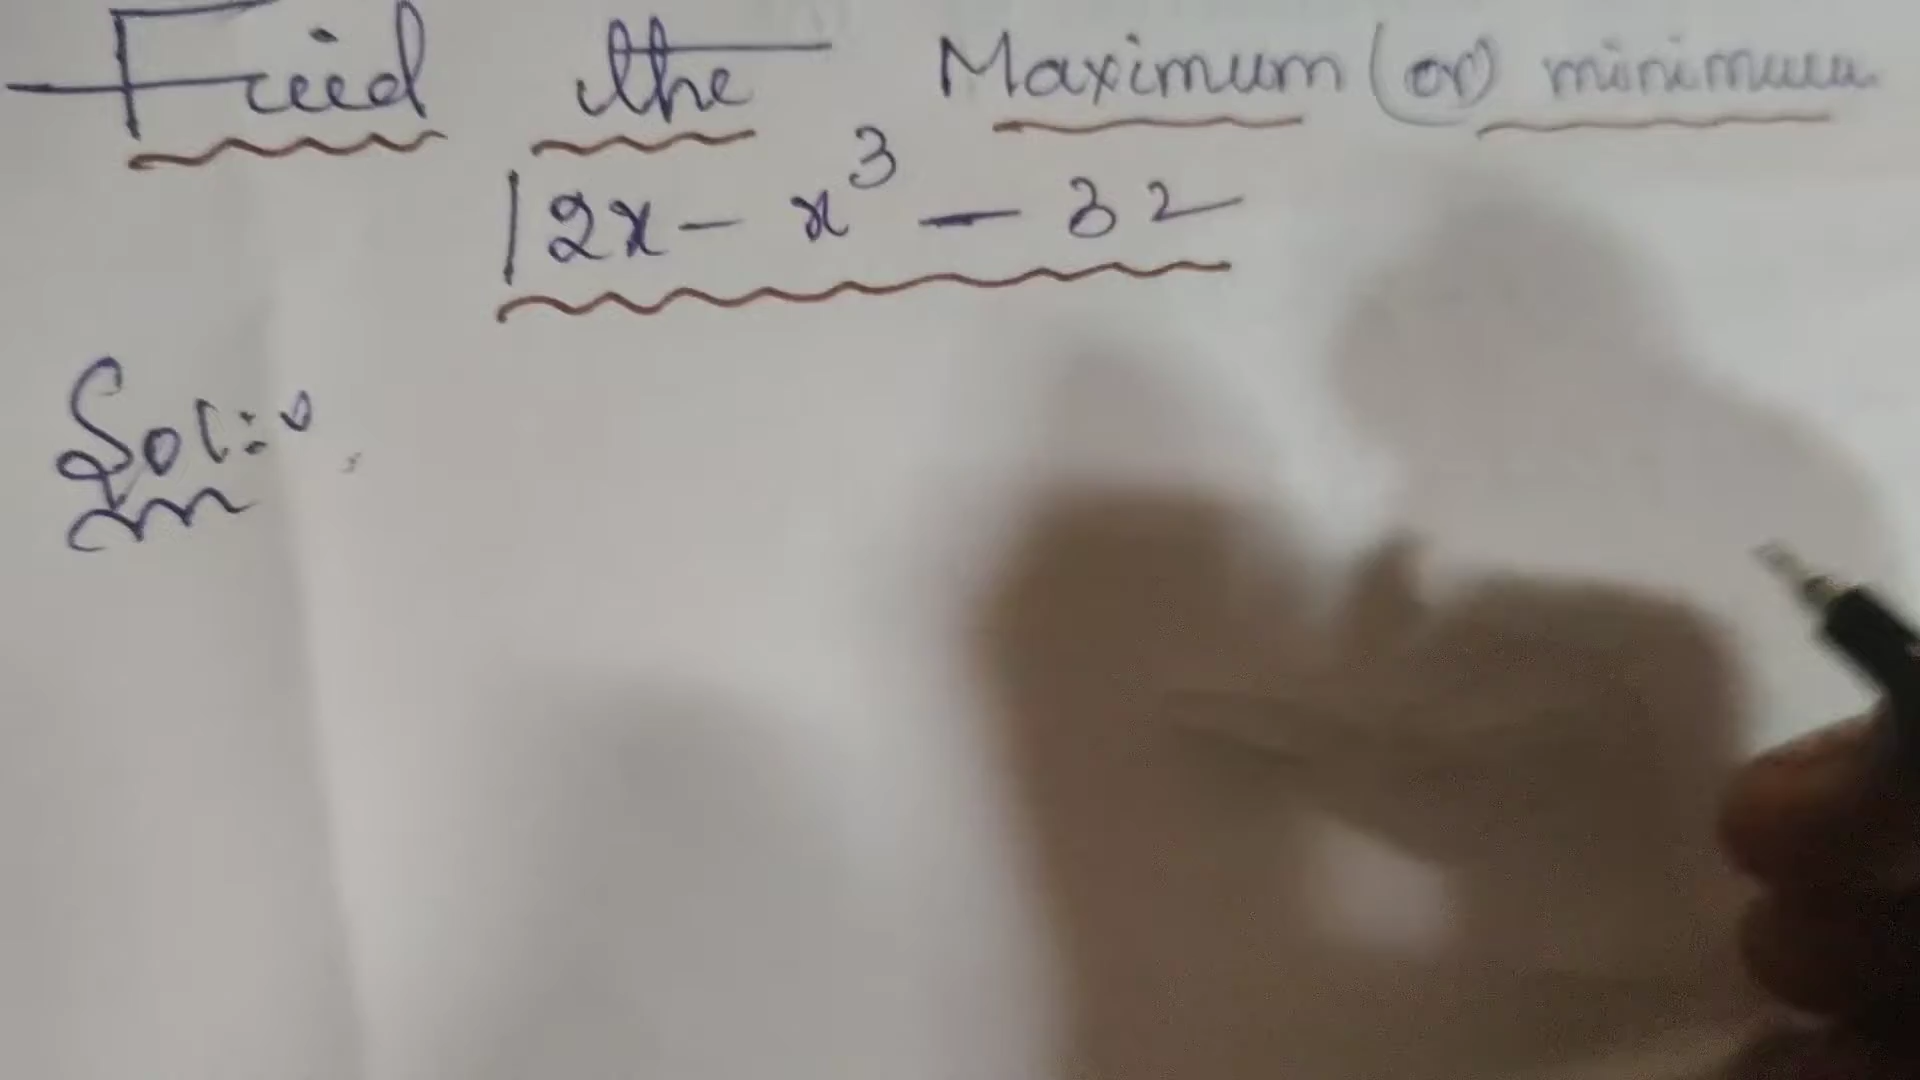 Find the Maximum (or) minimum
12x - x³ - 32
Sol:-